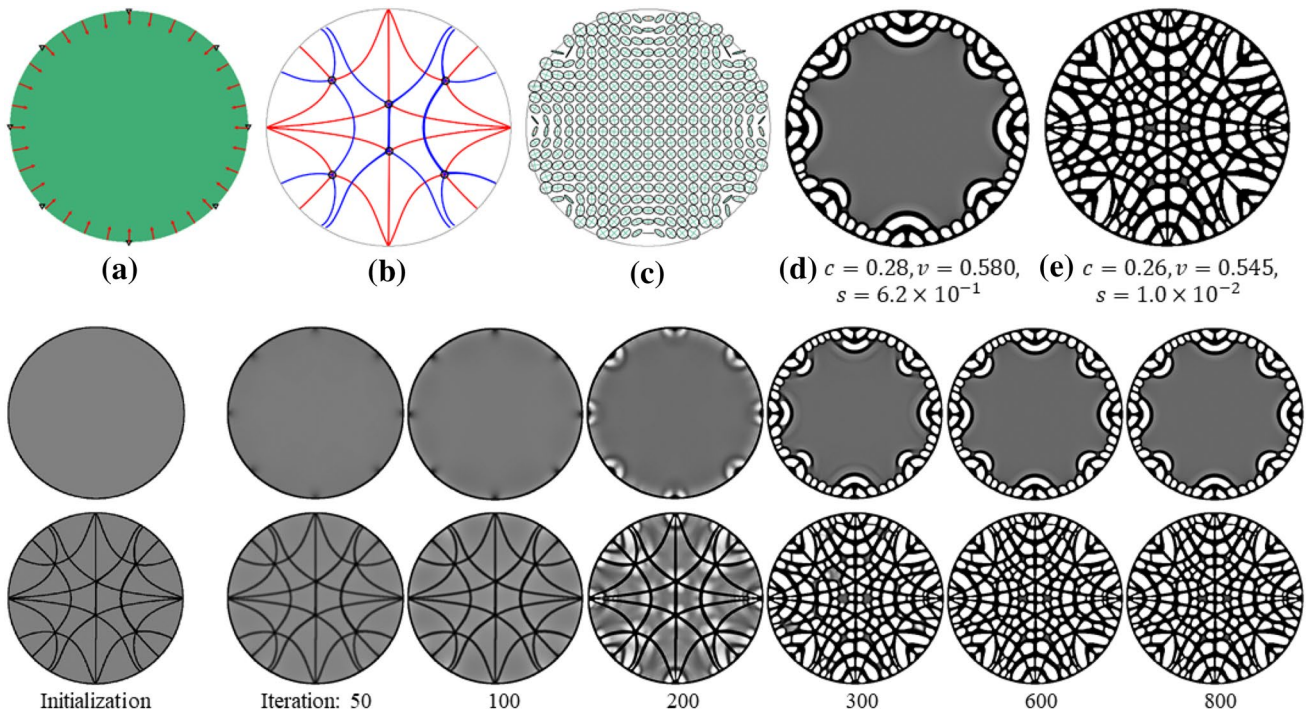 (a)
(b)
(c)
(d) c = 0.28, v = 0.580,
s = 6.2 × 10⁻¹
(e) c = 0.26, v = 0.545,
s = 1.0 × 10⁻²
Initialization
Iteration: 50
100
200
300
600
800